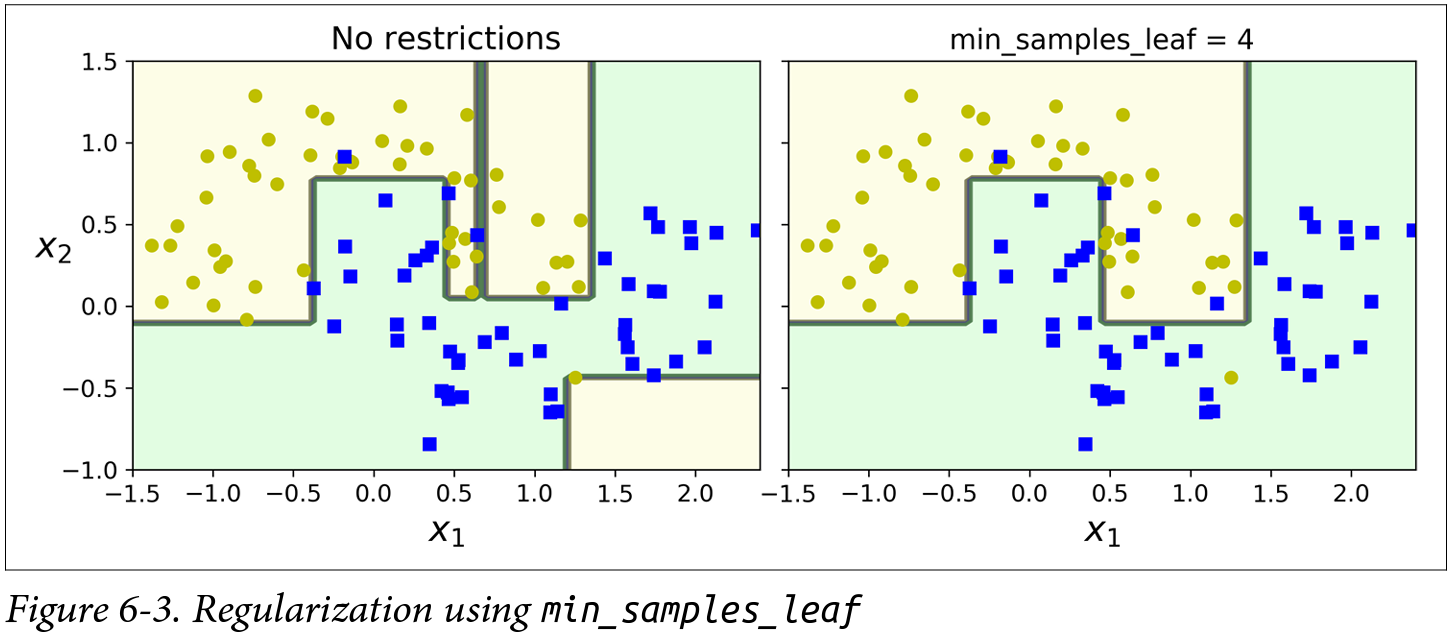 No restrictions
min_samples_leaf = 4
1.5
1.0
0.5
0.0
−0.5
−1.0
x2
−1.5 −1.0 −0.5 0.0 0.5 1.0 1.5 2.0
−1.5 −1.0 −0.5 0.0 0.5 1.0 1.5 2.0
x1
x1
Figure 6-3. Regularization using min_samples_leaf